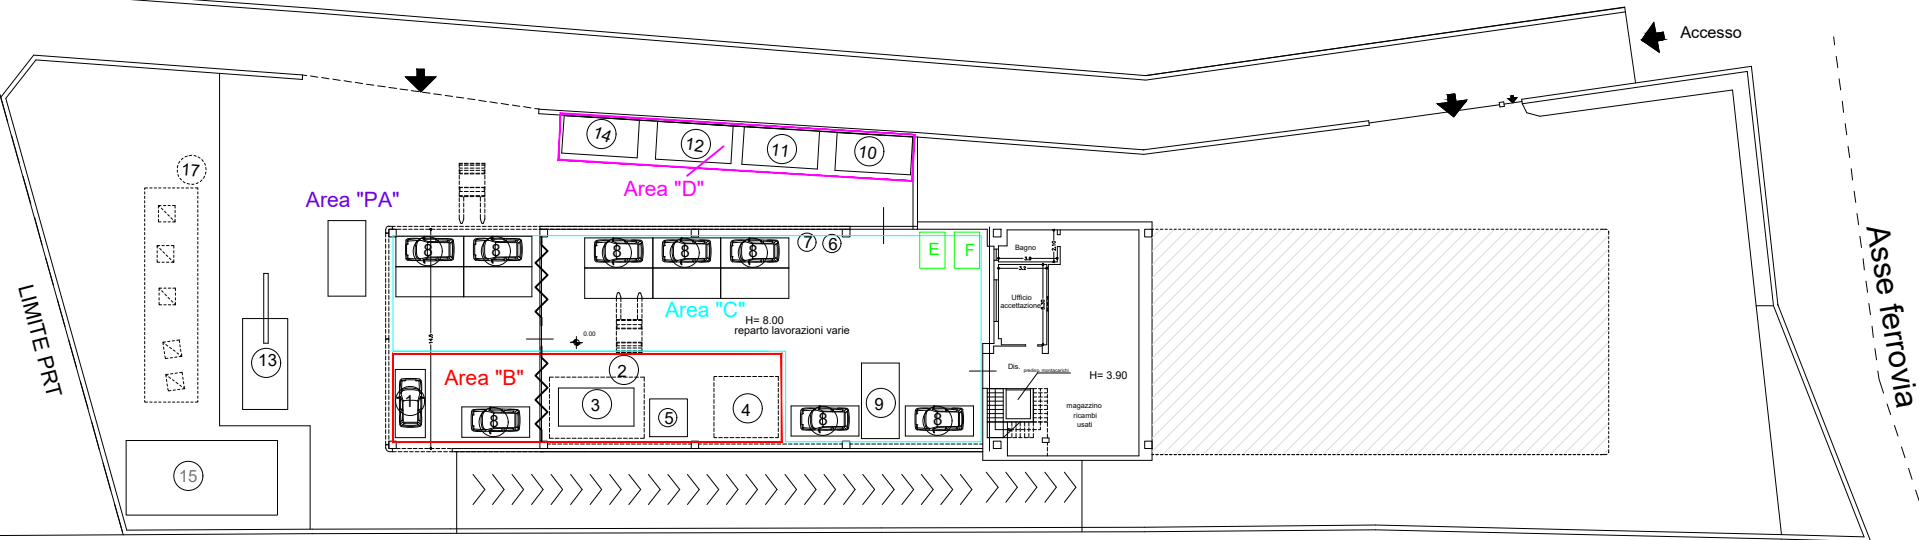 Accesso
14
12
11
10
17
Area "D"
Area "PA"
Asse ferrovia
8
8
8
8
8
7
6
E
F
Bagno
3.2
Ufficio
accettazione
Area "C"
H= 8.00
reparto lavorazioni varie
0.00
LIMITE PRT
13
2
Area "B"
Dis.
H= 3.90
1
8
3
5
4
8
9
8
magazzino
ricambi
usati
15